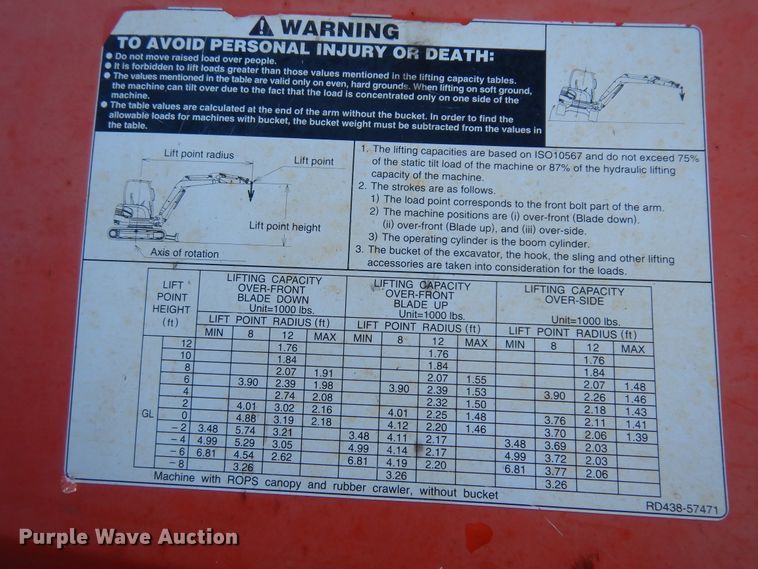 WARNING
TO AVOID PERSONAL INJURY OR DEATH:
● Do not move raised load over people.
● It is forbidden to lift loads greater than those values mentioned in the lifting capacity tables.
● The values mentioned in the table are valid only on even, hard grounds. When lifting on soft ground,
the machine can tilt over due to the fact that the load is concentrated only on one side of the
machine.
● The table values are calculated at the end of the arm without the bucket. In order to find the
allowable loads for machines with bucket, the bucket weight must be subtracted from the values in
the table.
Lift point radius
Lift point
Lift point height
Axis of rotation
1. The lifting capacities are based on ISO10567 and do not exceed 75%
of the static tilt load of the machine or 87% of the hydraulic lifting
capacity of the machine.
2. The strokes are as follows.
1) The load point corresponds to the front bolt part of the arm.
2) The machine positions are (i) over-front (Blade down).
(ii) over-front (Blade up), and (iii) over-side.
3) The operating cylinder is the boom cylinder.
3. The bucket of the excavator, the hook, the sling and other lifting
accessories are taken into consideration for the loads.
LIFT
POINT
HEIGHT
(ft)
LIFTING CAPACITY
OVER-FRONT
BLADE DOWN
Unit=1000 lbs.
LIFTING CAPACITY
OVER-FRONT
BLADE UP
Unit=1000 lbs.
LIFTING CAPACITY
OVER-SIDE
Unit=1000 lbs.
LIFT POINT RADIUS (ft) LIFT POINT RADIUS (ft) LIFT POINT RADIUS (ft)
MIN 8 12 MAX MIN 8 12 MAX MIN 8 12 MAX
12 1.76 1.76 1.76
10 1.84 1.84 1.84
8 2.07 1.91 2.07 1.55 2.07 1.48
6 3.90 2.39 1.98 3.90 2.39 1.53 3.90 2.26 1.46
4 2.74 2.08 2.32 1.50 2.18 1.43
2 4.01 3.02 2.16 4.01 2.25 1.48 3.76 2.11 1.41
GL 0 4.88 3.19 2.18 4.12 2.20 1.46 3.70 2.06 1.39
－2 3.48 5.74 3.21 3.48 4.11 2.17 3.48 3.69 2.03
－4 4.99 5.29 3.05 4.99 4.14 2.17 4.99 3.72 2.03
－6 6.81 4.54 2.62 6.81 4.19 2.20 6.81 3.77 2.06
－8 3.26 3.26 3.26
Machine with ROPS canopy and rubber crawler, without bucket
RD438-57471
Purple Wave Auction